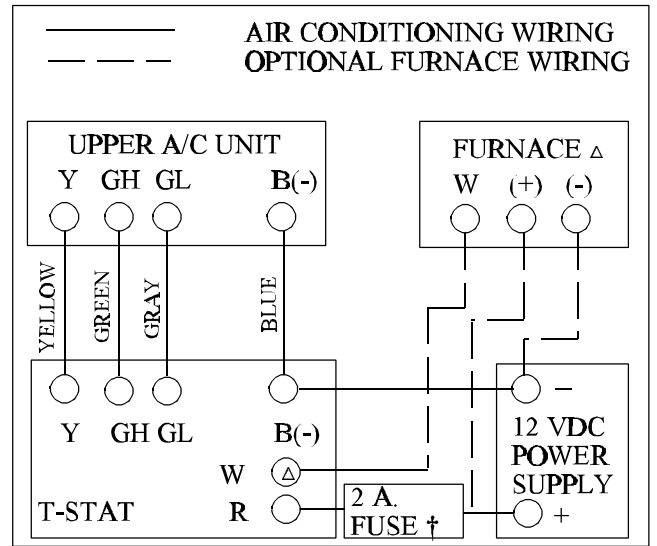 AIR CONDITIONING WIRING
OPTIONAL FURNACE WIRING
UPPER A/C UNIT
Y GH GL B(-)
FURNACE △
W (+) (-)
YELLOW
GREEN
GRAY
BLUE
Y GH GL B(-)
W △
T-STAT R
2 A.
FUSE †
−
12 VDC
POWER
SUPPLY
+